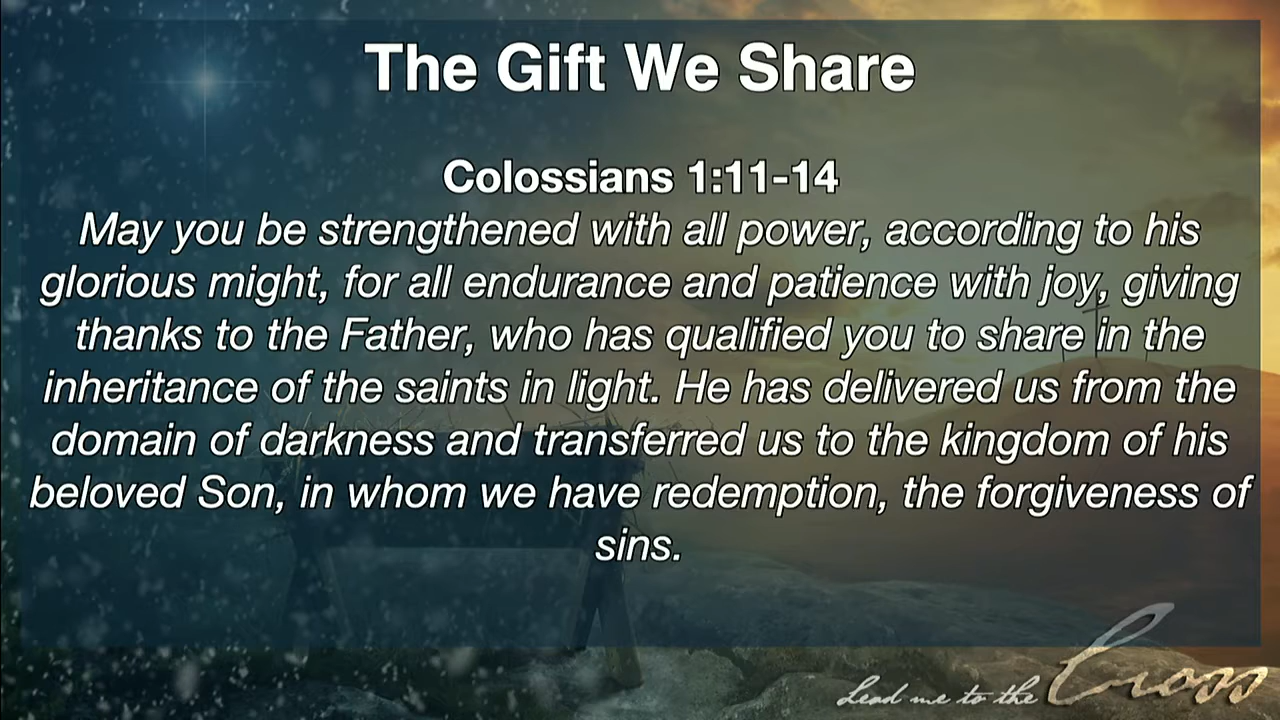 The Gift We Share
Colossians 1:11-14
May you be strengthened with all power, according to his
glorious might, for all endurance and patience with joy, giving
thanks to the Father, who has qualified you to share in the
inheritance of the saints in light. He has delivered us from the
domain of darkness and transferred us to the kingdom of his
beloved Son, in whom we have redemption, the forgiveness of
sins.
Lead me to the Cross